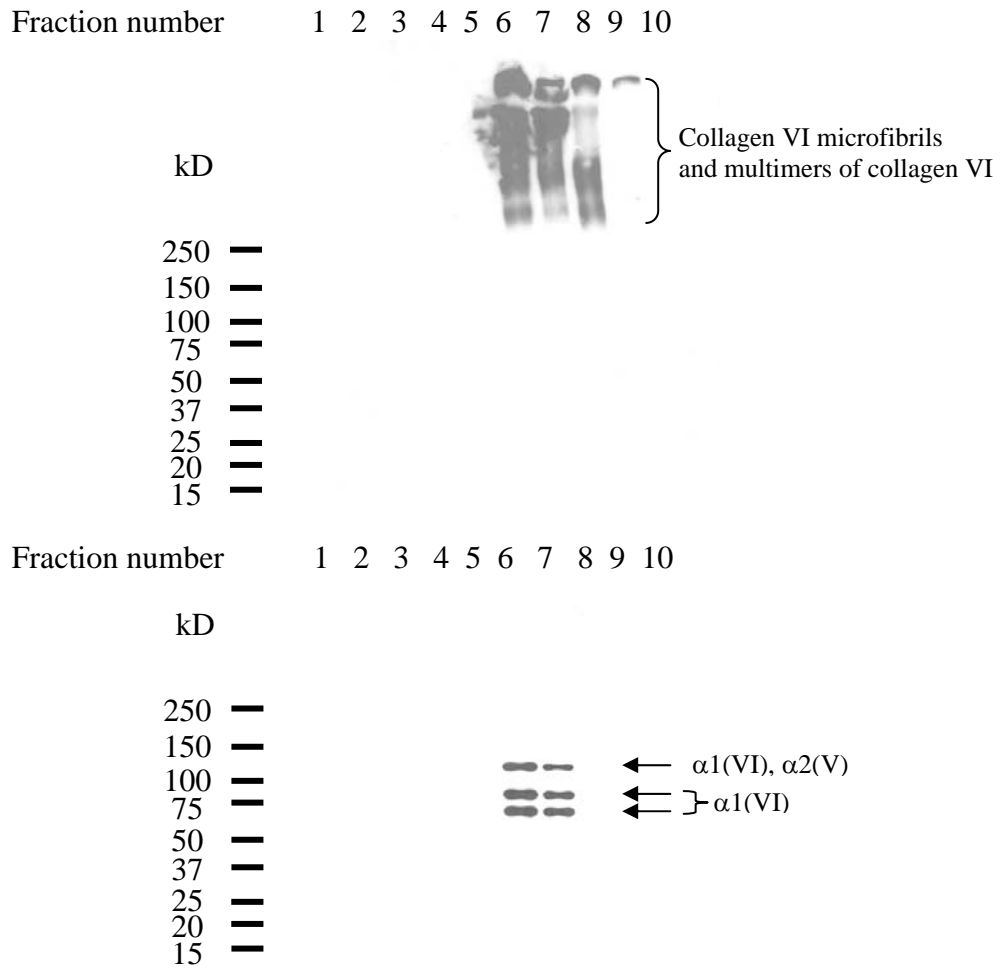 Fraction number 1 2 3 4 5 6 7 8 9 10
Collagen VI microfibrils
and multimers of collagen VI
kD
250
150
100
75
50
37
25
20
15
Fraction number 1 2 3 4 5 6 7 8 9 10
kD
250
150
100
75
50
37
25
20
15
α1(VI), α2(V)
α1(VI)